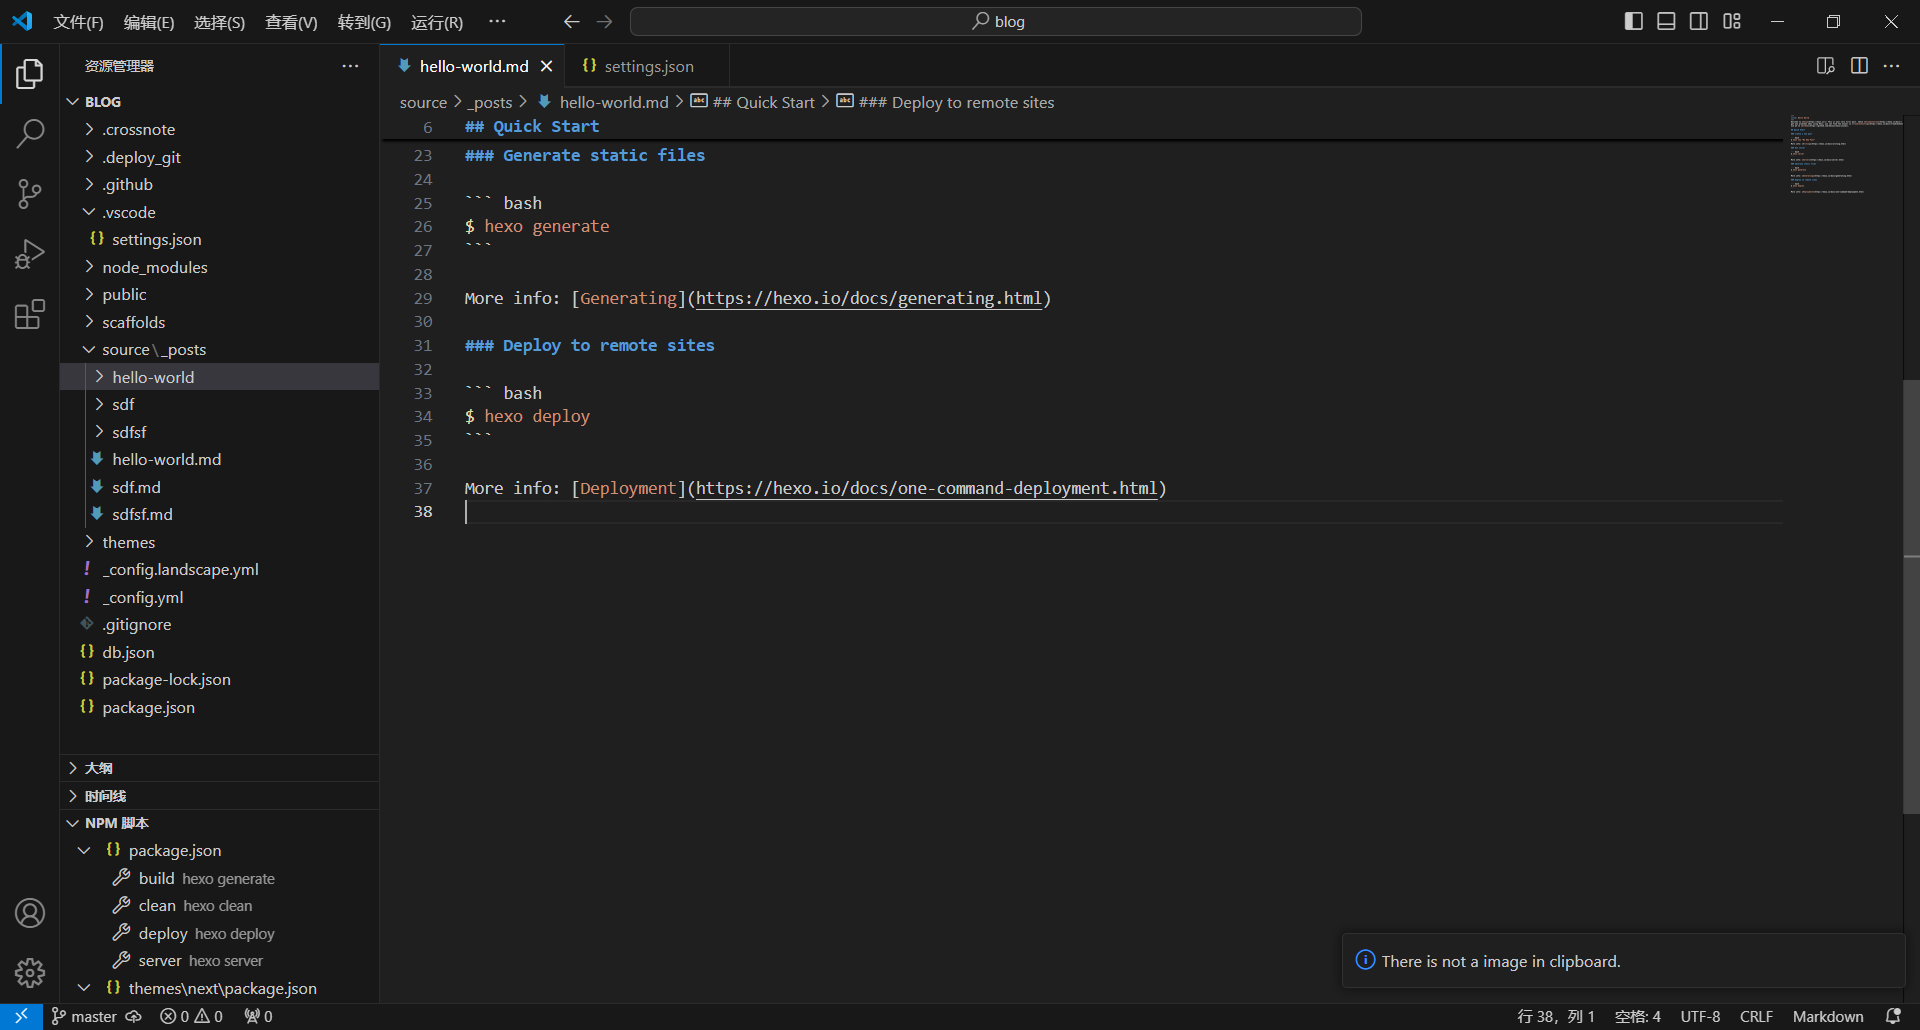 文件(F) 编辑(E) 选择(S) 查看(V) 转到(G) 运行(R) ··· blog
资源管理器 ···
BLOG
.crossnote
.deploy_git
.github
.vscode
settings.json
node_modules
public
scaffolds
source\_posts
hello-world
sdf
sdfsf
hello-world.md
sdf.md
sdfsf.md
themes
_config.landscape.yml
_config.yml
.gitignore
db.json
package-lock.json
package.json
大纲
时间线
NPM 脚本
package.json
build hexo generate
clean hexo clean
deploy hexo deploy
server hexo server
themes\next\package.json
hello-world.md settings.json
source > _posts > hello-world.md > ## Quick Start > ### Deploy to remote sites
6 ## Quick Start
23 ### Generate static files
24
25 ``` bash
26 $ hexo generate
27 ```
28
29 More info: [Generating](https://hexo.io/docs/generating.html)
30
31 ### Deploy to remote sites
32
33 ``` bash
34 $ hexo deploy
35 ```
36
37 More info: [Deployment](https://hexo.io/docs/one-command-deployment.html)
38
There is not a image in clipboard.
master 0 0 0 行 38，列 1 空格: 4 UTF-8 CRLF Markdown